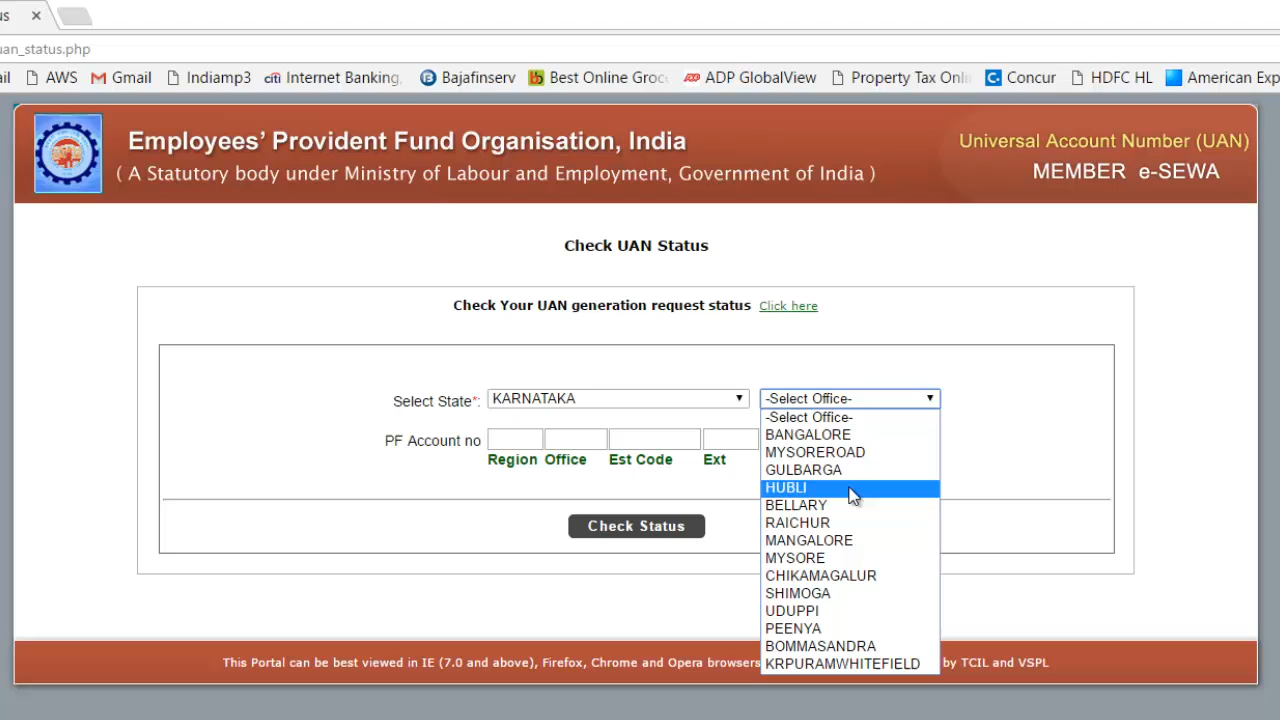 us
uan_status.php
ail AWS Gmail Indiamp3 citi Internet Banking, Bajafinserv Best Online Groc ADP GlobalView Property Tax Onli Concur HDFC HL American Exp
Employees' Provident Fund Organisation, India
( A Statutory body under Ministry of Labour and Employment, Government of India )
Universal Account Number (UAN)
MEMBER e-SEWA
Check UAN Status
Check Your UAN generation request status Click here
Select State*: KARNATAKA -Select Office-
PF Account no
Region Office Est Code Ext
Check Status
-Select Office-
BANGALORE
MYSOREROAD
GULBARGA
HUBLI
BELLARY
RAICHUR
MANGALORE
MYSORE
CHIKAMAGALUR
SHIMOGA
UDUPPI
PEENYA
BOMMASANDRA
KRPURAMWHITEFIELD
This Portal can be best viewed in IE (7.0 and above), Firefox, Chrome and Opera browsers by TCIL and VSPL